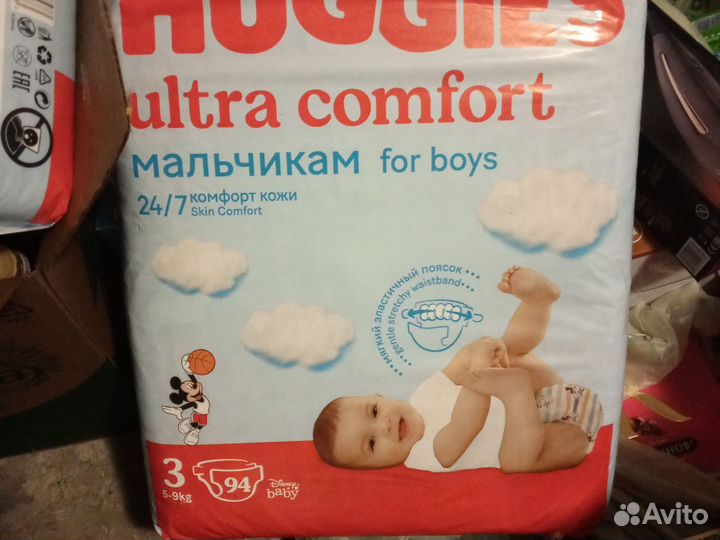 HUGGIES
ultra comfort
мальчикам for boys
24/7 комфорт кожи
Skin Comfort
мягкий эластичный поясок
gentle stretchy waistband
3
5-9kg
94
Disney
baby
EAC
Avito